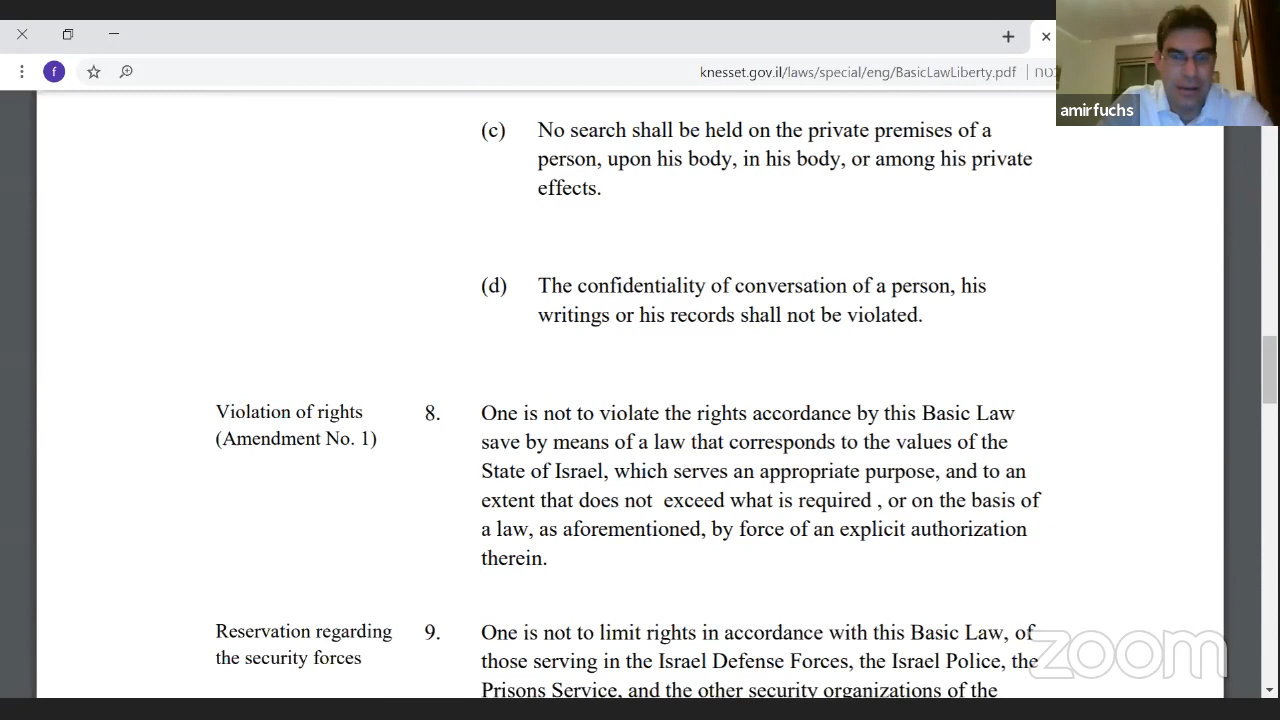 f
knesset.gov.il/laws/special/eng/BasicLawLiberty.pdf
amirfuchs
(c) No search shall be held on the private premises of a
person, upon his body, in his body, or among his private
effects.
(d) The confidentiality of conversation of a person, his
writings or his records shall not be violated.
Violation of rights 8. One is not to violate the rights accordance by this Basic Law
(Amendment No. 1) save by means of a law that corresponds to the values of the
State of Israel, which serves an appropriate purpose, and to an
extent that does not exceed what is required , or on the basis of
a law, as aforementioned, by force of an explicit authorization
therein.
Reservation regarding 9. One is not to limit rights in accordance with this Basic Law, of
the security forces those serving in the Israel Defense Forces, the Israel Police, the
Prisons Service, and the other security organizations of the
zoom